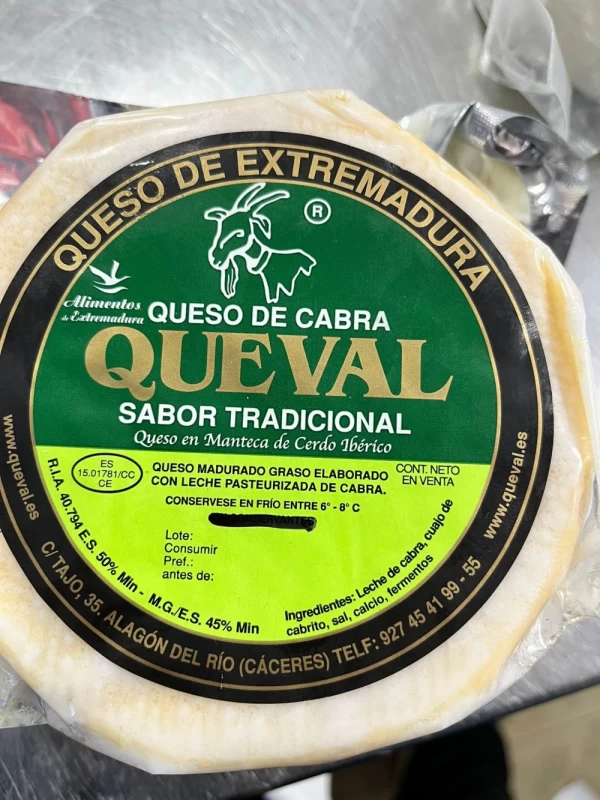 QUESO DE EXTREMADURA
®
Alimentos
de Extremadura
QUESO DE CABRA
QUEVAL
SABOR TRADICIONAL
Queso en Manteca de Cerdo Ibérico
ES
15.01781/CC
CE
QUESO MADURADO GRASO ELABORADO
CON LECHE PASTEURIZADA DE CABRA.
CONSERVESE EN FRÍO ENTRE 6º - 8º C
CONT. NETO
EN VENTA
Lote:
Consumir
Pref.:
antes de:
Ingredientes: Leche de cabra, cuajo de
cabrito, sal, calcio, fermentos
R.I.A. 40.794 E.S. 50% Min - M.G./E.S. 45% Min
www.queval.es
C/TAJO, 35. ALAGÓN DEL RÍO (CÁCERES) TELF: 927 45 41 99 - 55
www.queval.es